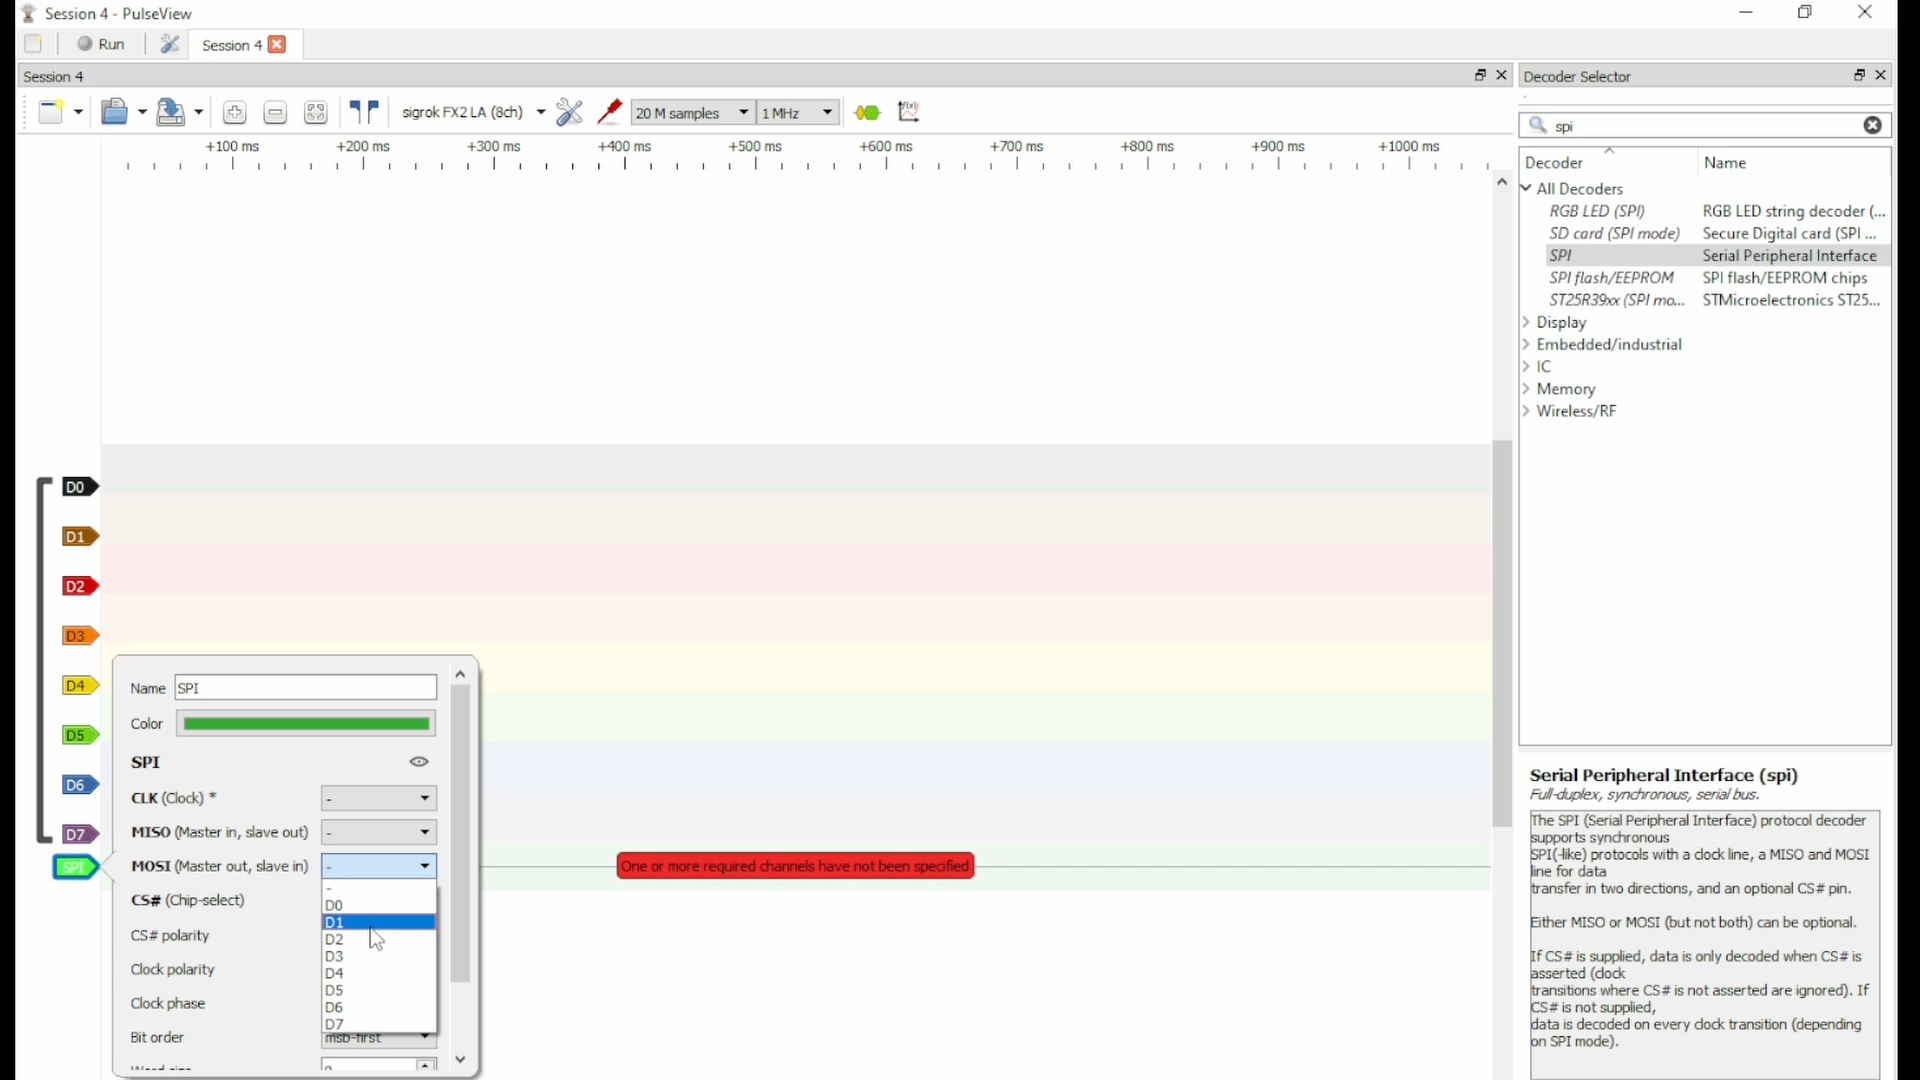 Session 4 - PulseView
Run
Session 4
Session 4
Decoder Selector
sigrok FX2 LA (8ch)
20 M samples
1 MHz
spi
+100 ms +200 ms +300 ms +400 ms +500 ms +600 ms +700 ms +800 ms +900 ms +1000 ms
Decoder Name
All Decoders
RGB LED (SPI) RGB LED string decoder (...
SD card (SPI mode) Secure Digital card (SPI ...
SPI Serial Peripheral Interface
SPI flash/EEPROM SPI flash/EEPROM chips
ST25R39xx (SPI mo... STMicroelectronics ST25...
Display
Embedded/industrial
IC
Memory
Wireless/RF
D0
D1
D2
D3
D4
D5
D6
D7
SPI
Name SPI
Color
SPI
CLK (Clock) * -
MISO (Master in, slave out) -
MOSI (Master out, slave in) -
CS# (Chip-select)
CS# polarity
Clock polarity
Clock phase
Bit order msb-first
-
D0
D1
D2
D3
D4
D5
D6
D7
One or more required channels have not been specified
Serial Peripheral Interface (spi)
Full-duplex, synchronous, serial bus.
The SPI (Serial Peripheral Interface) protocol decoder
supports synchronous
SPI(-like) protocols with a clock line, a MISO and MOSI
line for data
transfer in two directions, and an optional CS# pin.
Either MISO or MOSI (but not both) can be optional.
If CS# is supplied, data is only decoded when CS# is
asserted (clock
transitions where CS# is not asserted are ignored). If
CS# is not supplied,
data is decoded on every clock transition (depending
on SPI mode).